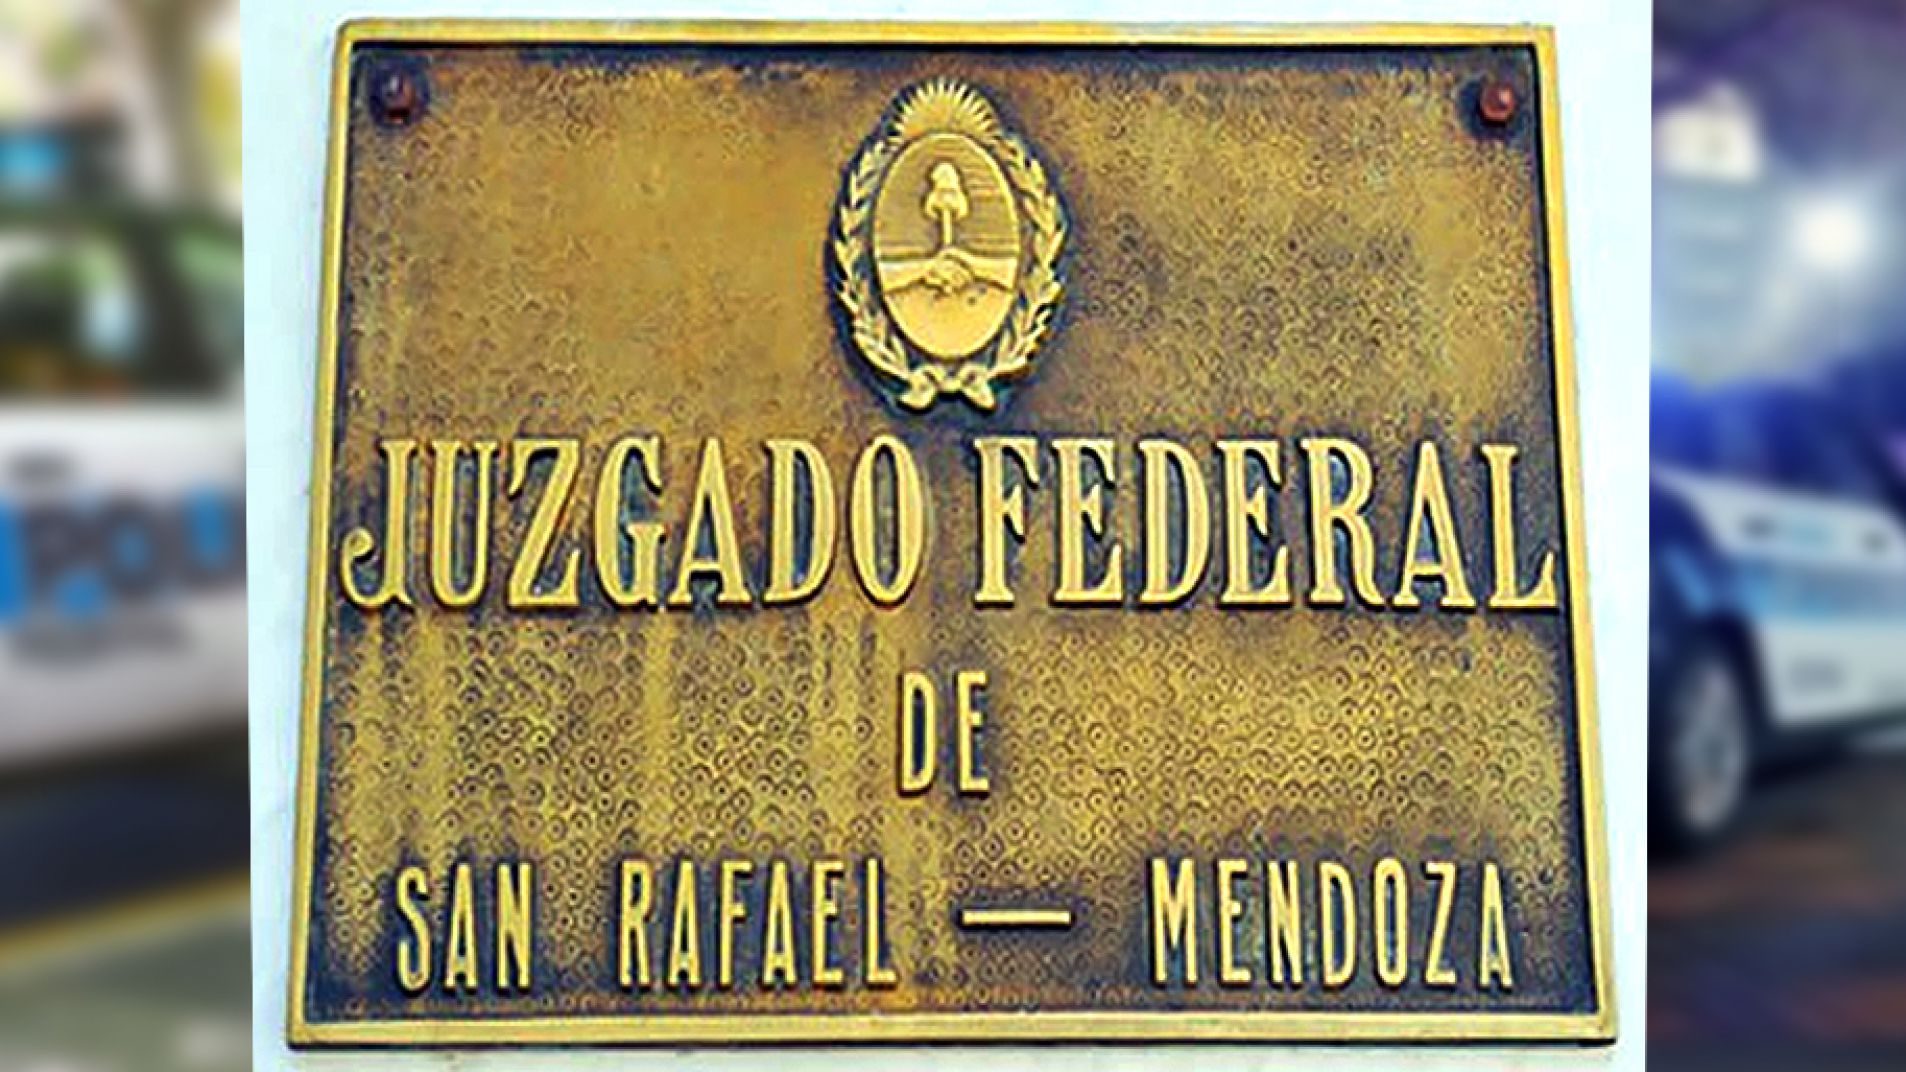 JUZGADO FEDERAL
DE
SAN RAFAEL — MENDOZA